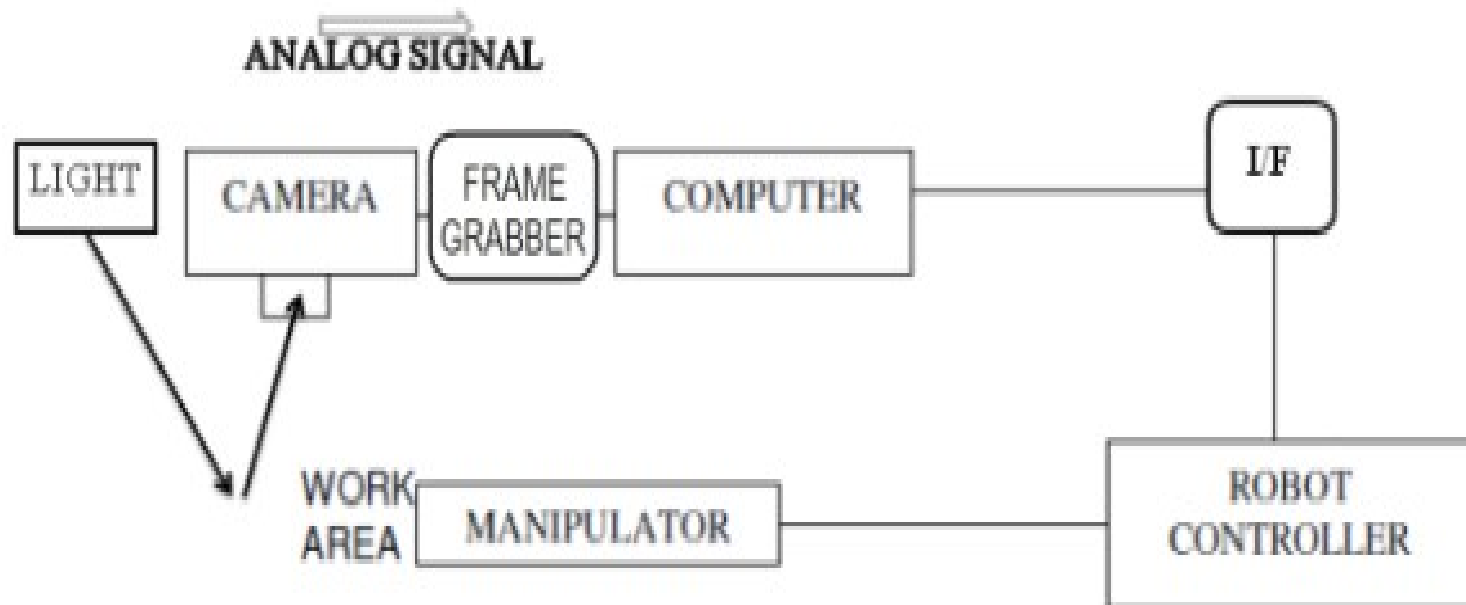 ANALOG SIGNAL
LIGHT
CAMERA
FRAME
GRABBER
COMPUTER
I/F
WORK
AREA
MANIPULATOR
ROBOT
CONTROLLER